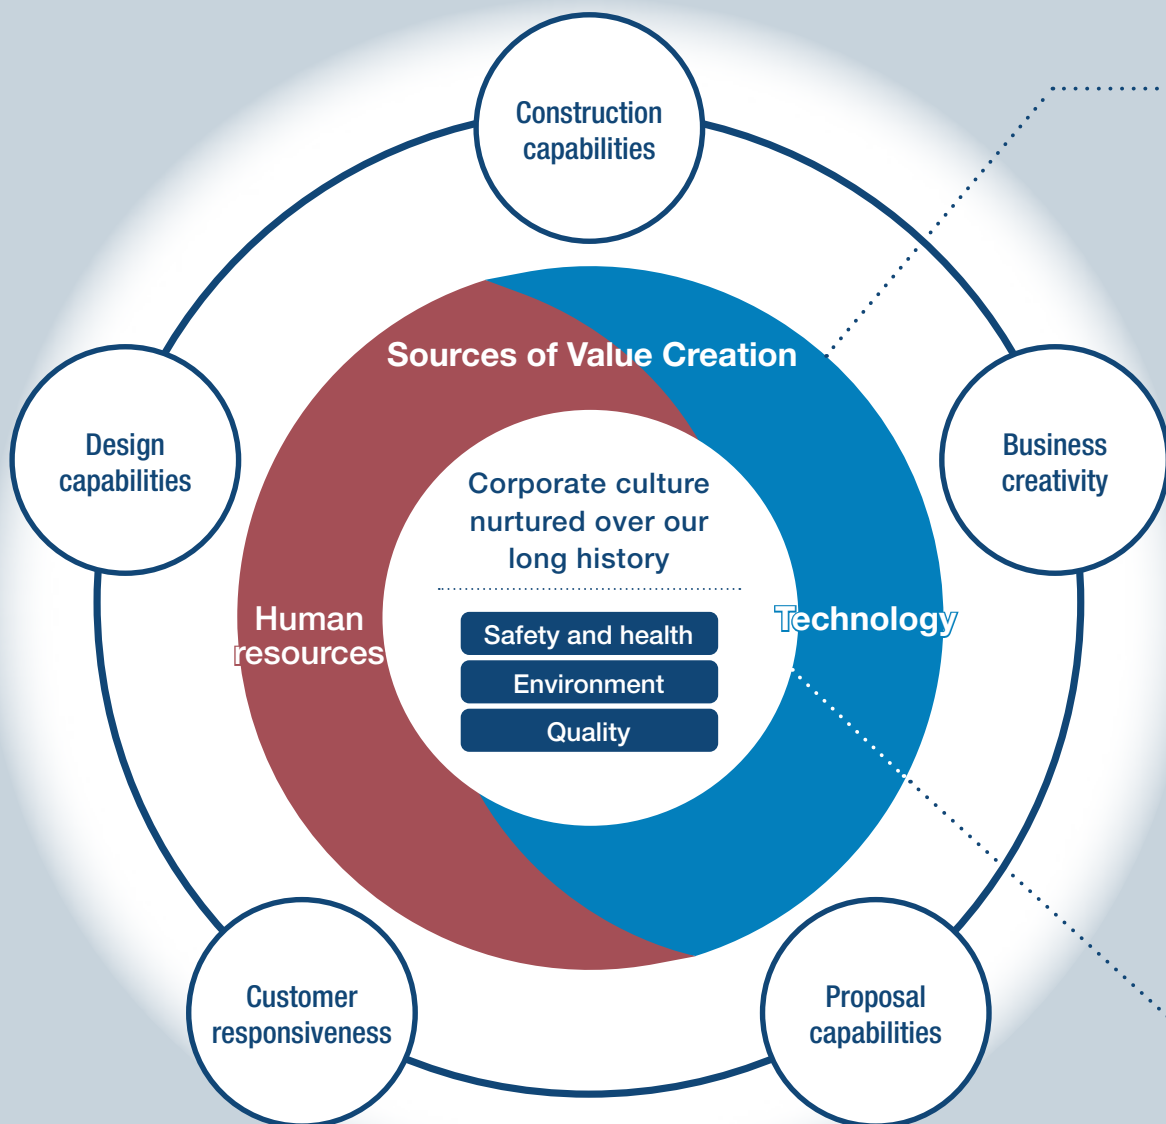 Construction
capabilities
Sources of Value Creation
Design
capabilities
Business
creativity
Corporate culture
nurtured over our
long history
Human
resources
Technology
Safety and health
Environment
Quality
Customer
responsiveness
Proposal
capabilities